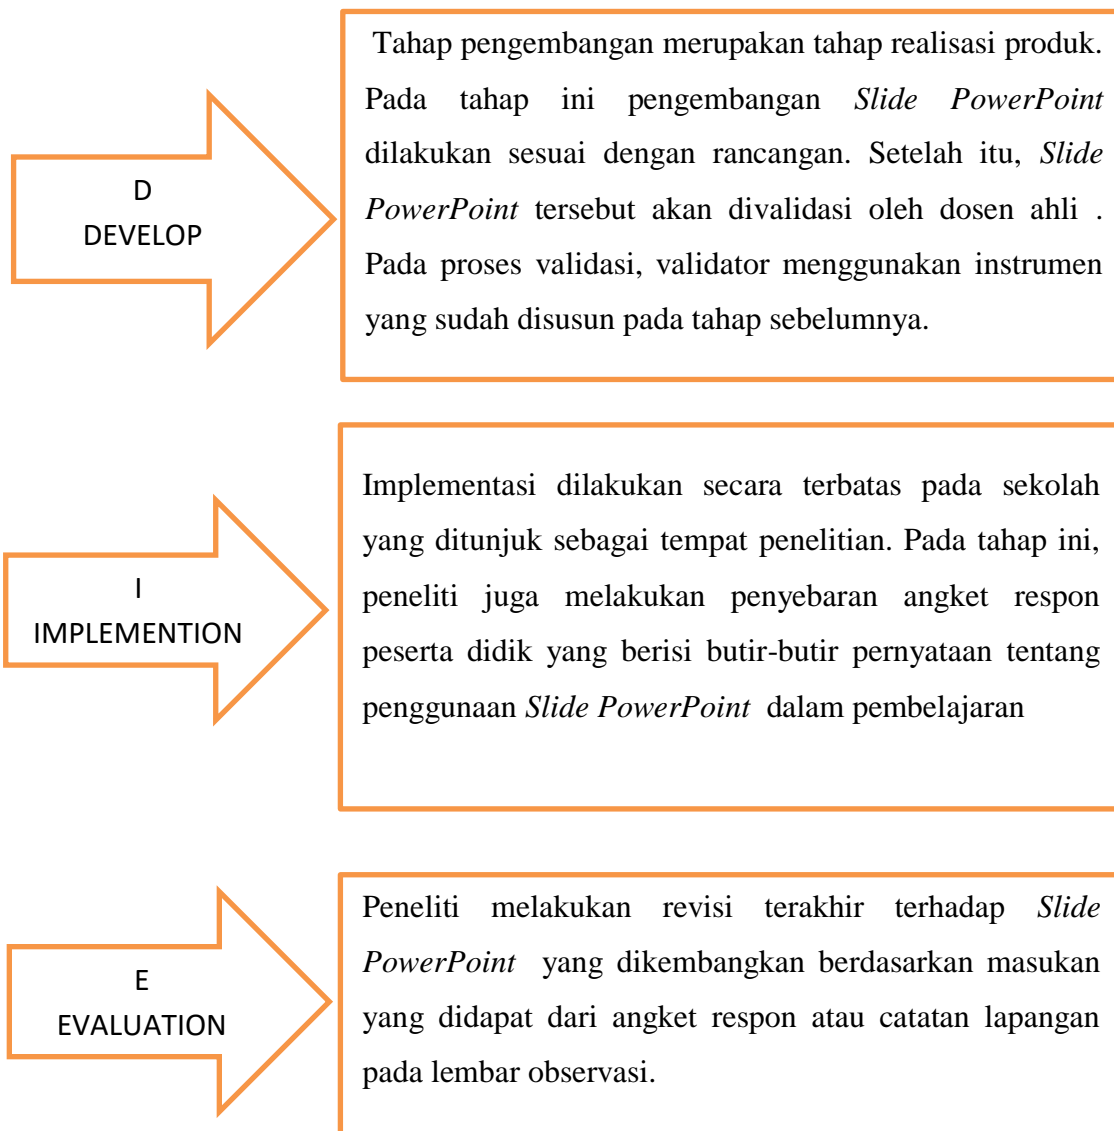 D
DEVELOP
Tahap pengembangan merupakan tahap realisasi produk.
Pada tahap ini pengembangan Slide PowerPoint
dilakukan sesuai dengan rancangan. Setelah itu, Slide
PowerPoint tersebut akan divalidasi oleh dosen ahli .
Pada proses validasi, validator menggunakan instrumen
yang sudah disusun pada tahap sebelumnya.
I
IMPLEMENTION
Implementasi dilakukan secara terbatas pada sekolah
yang ditunjuk sebagai tempat penelitian. Pada tahap ini,
peneliti juga melakukan penyebaran angket respon
peserta didik yang berisi butir-butir pernyataan tentang
penggunaan Slide PowerPoint dalam pembelajaran
E
EVALUATION
Peneliti melakukan revisi terakhir terhadap Slide
PowerPoint yang dikembangkan berdasarkan masukan
yang didapat dari angket respon atau catatan lapangan
pada lembar observasi.